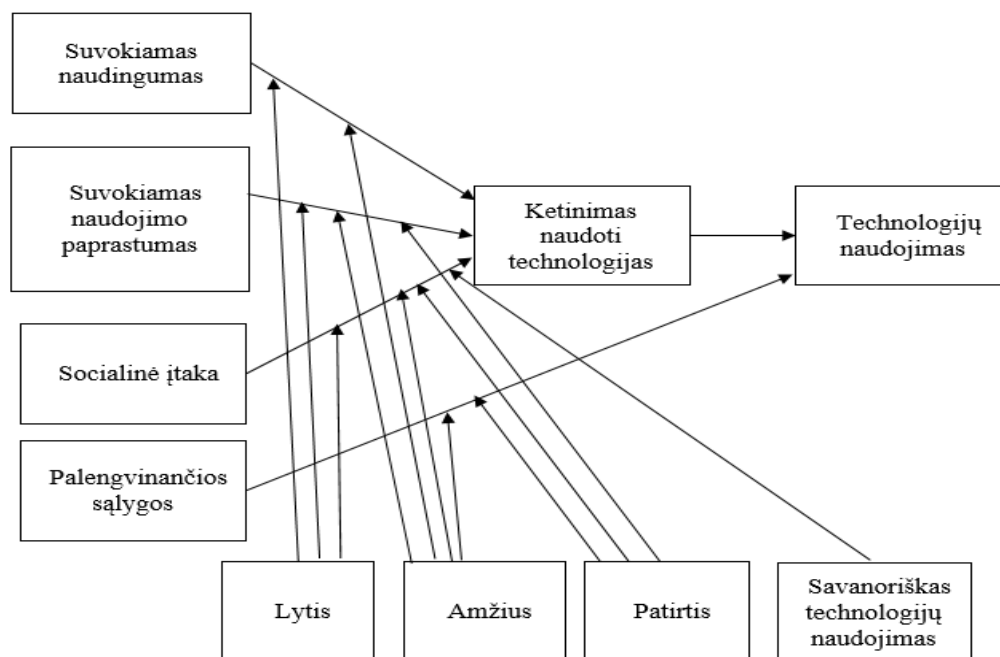 Suvokiamas
naudingumas
Suvokiamas
naudojimo
paprastumas
Ketinimas
naudoti
technologijas
Technologijų
naudojimas
Socialinė įtaka
Palengvinančios
sąlygos
Lytis
Amžius
Patirtis
Savanoriškas
technologijų
naudojimas